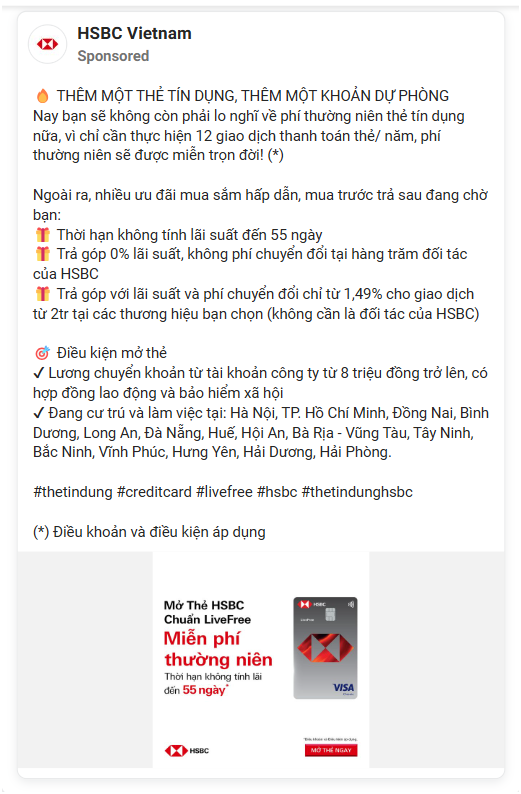 HSBC Vietnam
Sponsored
🔥 THÊM MỘT THẺ TÍN DỤNG, THÊM MỘT KHOẢN DỰ PHÒNG
Nay bạn sẽ không còn phải lo nghĩ về phí thường niên thẻ tín dụng
nữa, vì chỉ cần thực hiện 12 giao dịch thanh toán thẻ/ năm, phí
thường niên sẽ được miễn trọn đời! (*)
Ngoài ra, nhiều ưu đãi mua sắm hấp dẫn, mua trước trả sau đang chờ
bạn:
🎁 Thời hạn không tính lãi suất đến 55 ngày
🎁 Trả góp 0% lãi suất, không phí chuyển đổi tại hàng trăm đối tác
của HSBC
🎁 Trả góp với lãi suất và phí chuyển đổi chỉ từ 1,49% cho giao dịch
từ 2tr tại các thương hiệu bạn chọn (không cần là đối tác của HSBC)
🎯 Điều kiện mở thẻ
✔ Lương chuyển khoản từ tài khoản công ty từ 8 triệu đồng trở lên, có
hợp đồng lao động và bảo hiểm xã hội
✔ Đang cư trú và làm việc tại: Hà Nội, TP. Hồ Chí Minh, Đồng Nai, Bình
Dương, Long An, Đà Nẵng, Huế, Hội An, Bà Rịa - Vũng Tàu, Tây Ninh,
Bắc Ninh, Vĩnh Phúc, Hưng Yên, Hải Dương, Hải Phòng.
#thetindung #creditcard #livefree #hsbc #thetindunghsbc
(*) Điều khoản và điều kiện áp dụng
Mở Thẻ HSBC
Chuẩn LiveFree
Miễn phí
thường niên
Thời hạn không tính lãi
đến 55 ngày*
HSBC
LiveFree
VISA
HSBC
*Điều khoản và điều kiện áp dụng
MỞ THẺ NGAY